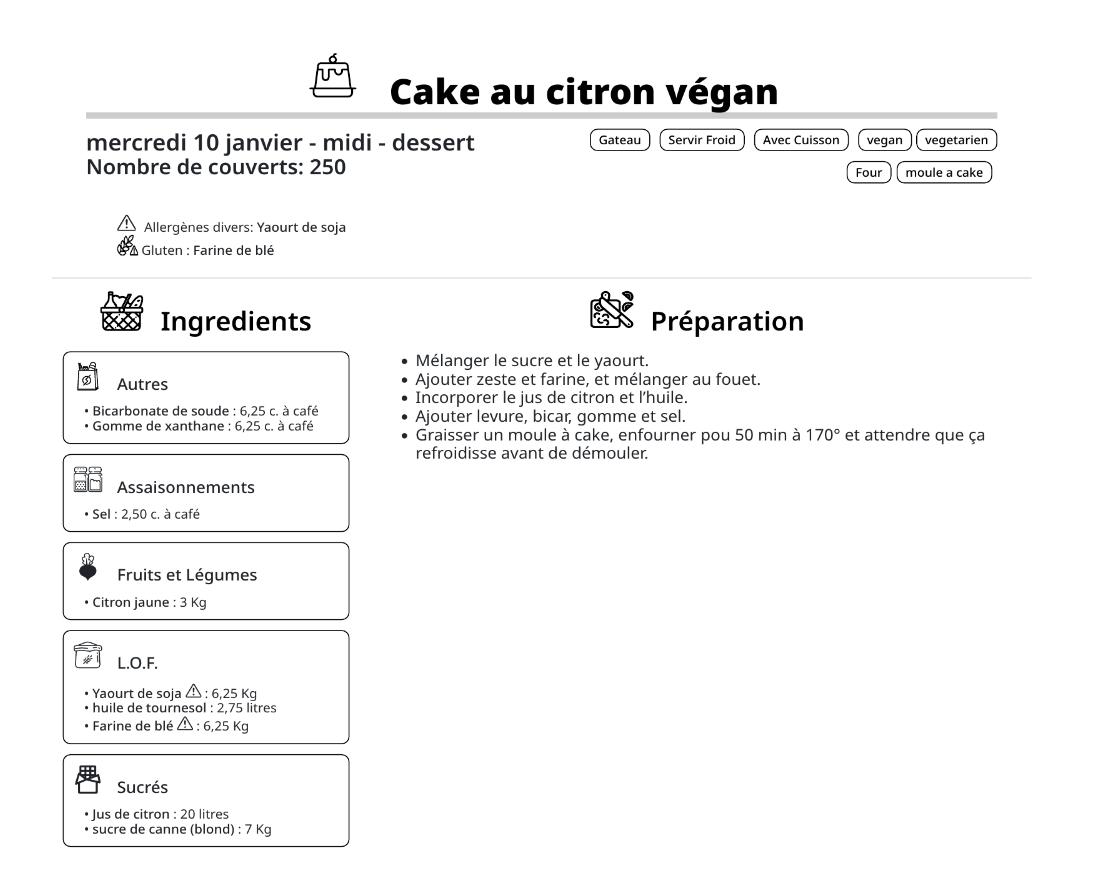 Cake au citron végan
mercredi 10 janvier - midi - dessert
Nombre de couverts: 250
Gateau Servir Froid Avec Cuisson vegan vegetarien
Four moule a cake
Allergènes divers: Yaourt de soja
Gluten : Farine de blé
Ingredients
Autres
• Bicarbonate de soude : 6,25 c. à café
• Gomme de xanthane : 6,25 c. à café
Assaisonnements
• Sel : 2,50 c. à café
Fruits et Légumes
• Citron jaune : 3 Kg
L.O.F.
• Yaourt de soja : 6,25 Kg
• huile de tournesol : 2,75 litres
• Farine de blé : 6,25 Kg
Sucrés
• Jus de citron : 20 litres
• sucre de canne (blond) : 7 Kg
Préparation
• Mélanger le sucre et le yaourt.
• Ajouter zeste et farine, et mélanger au fouet.
• Incorporer le jus de citron et l’huile.
• Ajouter levure, bicar, gomme et sel.
• Graisser un moule à cake, enfourner pou 50 min à 170° et attendre que ça
refroidisse avant de démouler.